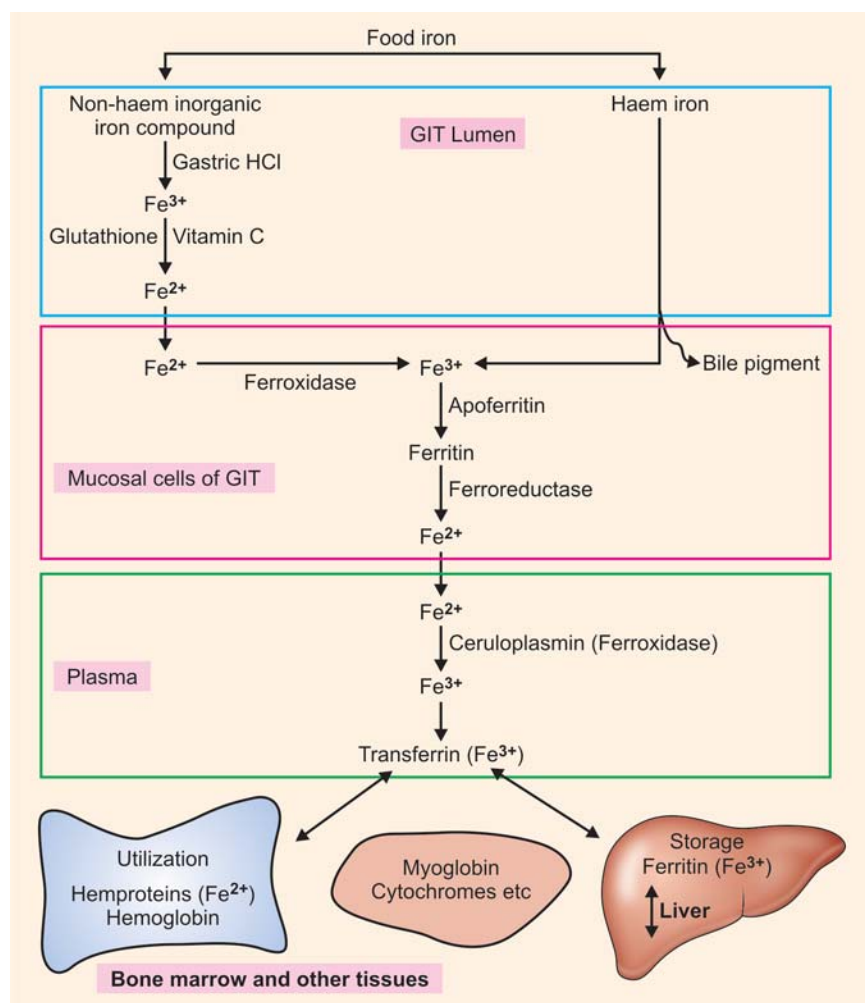 Food iron
Non-haem inorganic
iron compound
Haem iron
GIT Lumen
Gastric HCl
Fe³⁺
Glutathione
Vitamin C
Fe²⁺
Fe²⁺
Ferroxidase
Fe³⁺
Bile pigment
Apoferritin
Ferritin
Mucosal cells of GIT
Ferroreductase
Fe²⁺
Fe²⁺
Ceruloplasmin (Ferroxidase)
Plasma
Fe³⁺
Transferrin (Fe³⁺)
Utilization
Hemproteins (Fe²⁺)
Hemoglobin
Myoglobin
Cytochromes etc
Storage
Ferritin (Fe³⁺)
Liver
Bone marrow and other tissues